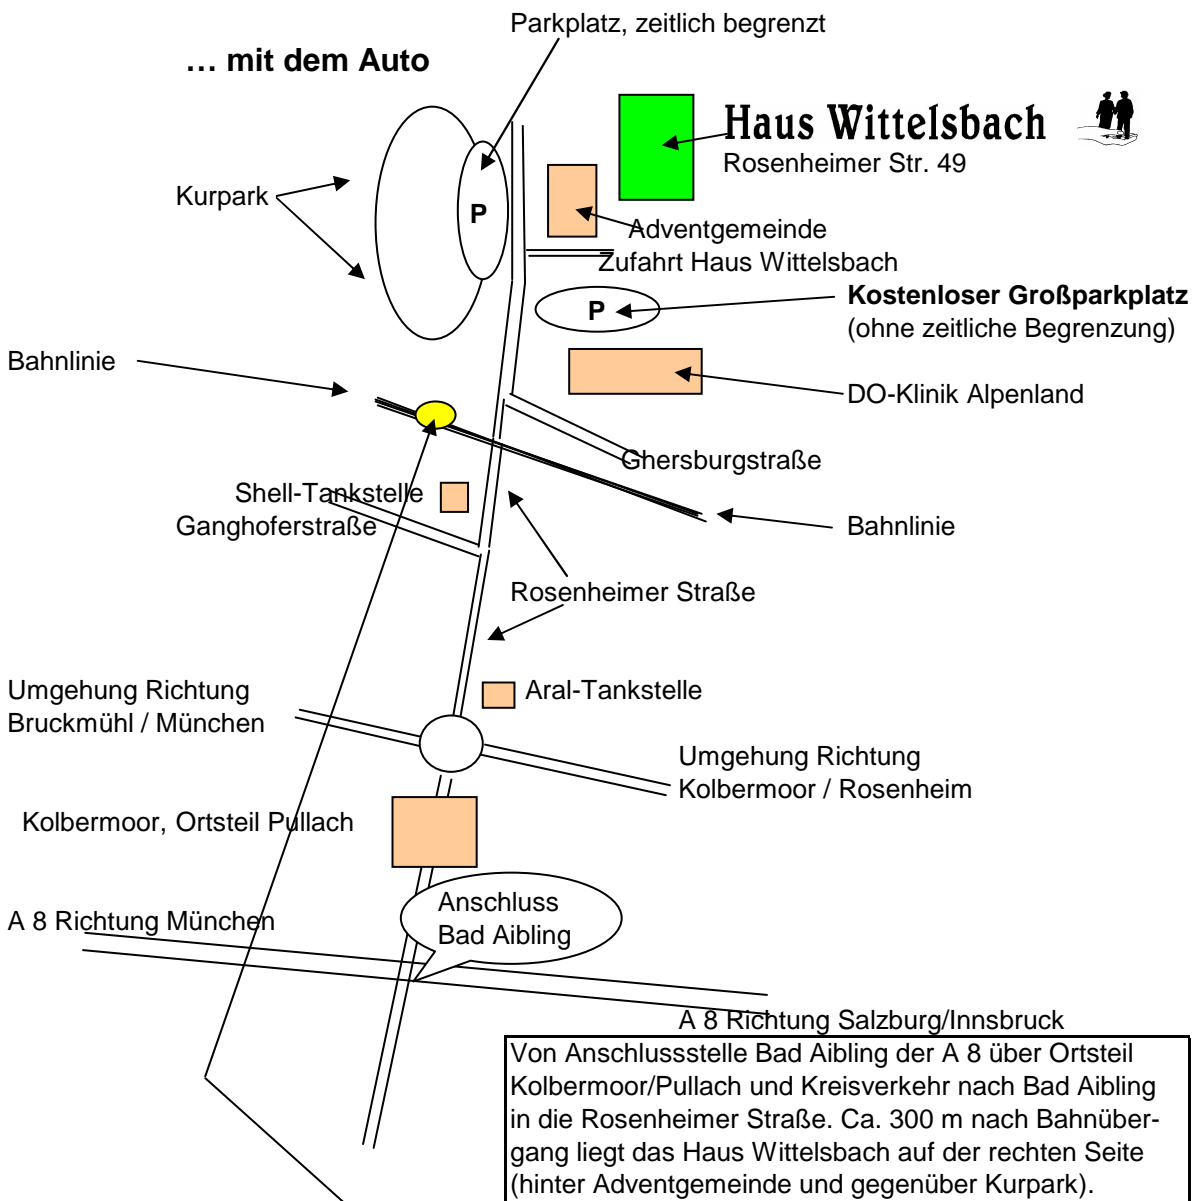 Parkplatz, zeitlich begrenzt
… mit dem Auto
Haus Wittelsbach
Rosenheimer Str. 49
Kurpark
P
Adventgemeinde
Zufahrt Haus Wittelsbach
Kostenloser Großparkplatz
(ohne zeitliche Begrenzung)
P
Bahnlinie
DO-Klinik Alpenland
Ghersburgstraße
Shell-Tankstelle
Ganghoferstraße
Bahnlinie
Rosenheimer Straße
Umgehung Richtung
Bruckmühl / München
Aral-Tankstelle
Umgehung Richtung
Kolbermoor / Rosenheim
Kolbermoor, Ortsteil Pullach
Anschluss
Bad Aibling
A 8 Richtung München
A 8 Richtung Salzburg/Innsbruck
Von Anschlussstelle Bad Aibling der A 8 über Ortsteil
Kolbermoor/Pullach und Kreisverkehr nach Bad Aibling
in die Rosenheimer Straße. Ca. 300 m nach Bahnüber-
gang liegt das Haus Wittelsbach auf der rechten Seite
(hinter Adventgemeinde und gegenüber Kurpark).